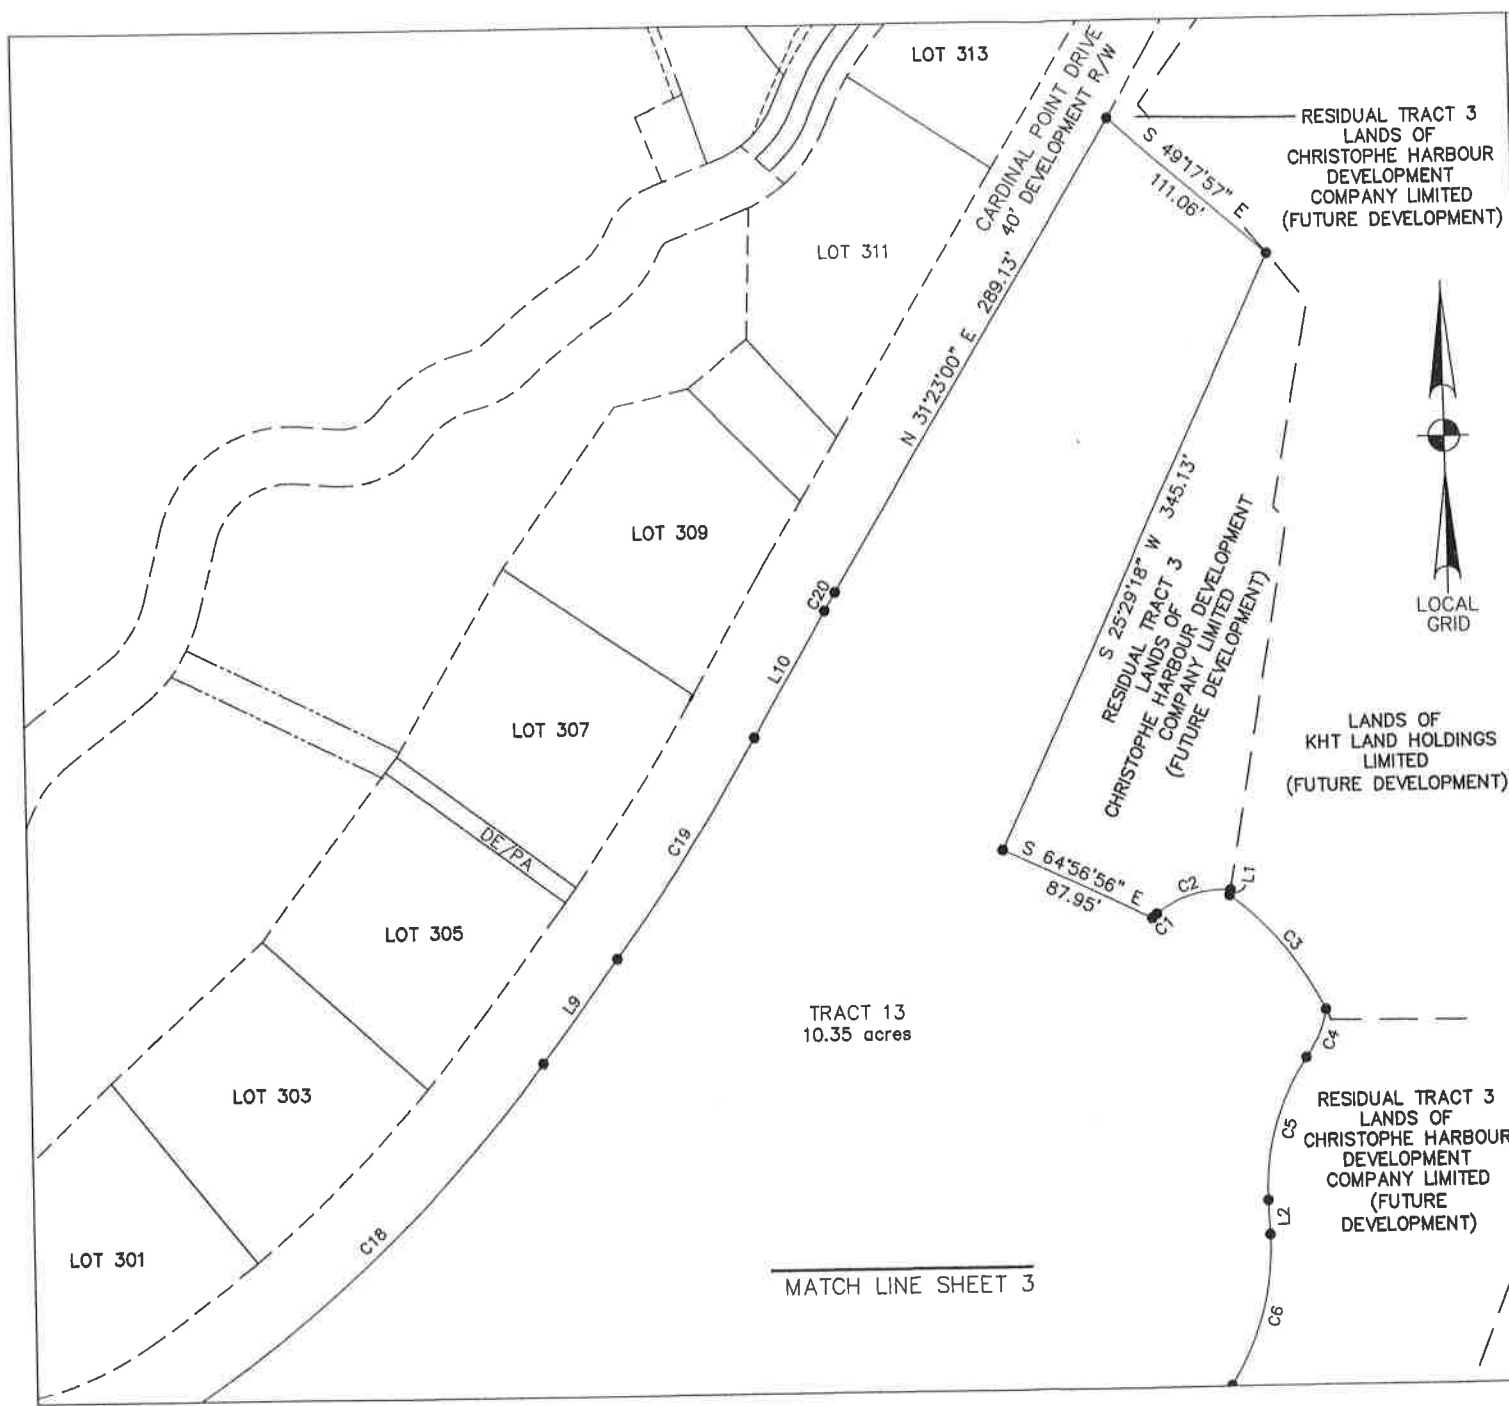 LOT 313
CARDINAL POINT DRIVE
40' DEVELOPMENT R/W
RESIDUAL TRACT 3
LANDS OF
CHRISTOPHE HARBOUR
DEVELOPMENT
COMPANY LIMITED
(FUTURE DEVELOPMENT)
S 49°17'57" E
111.06'
LOT 311
N 31°23'00" E 289.13'
LOT 309
S 25°29'18" W 345.13'
RESIDUAL TRACT 3
LANDS OF
CHRISTOPHE HARBOUR DEVELOPMENT
COMPANY LIMITED
(FUTURE DEVELOPMENT)
LOCAL
GRID
C20
L10
LOT 307
LANDS OF
KHT LAND HOLDINGS
LIMITED
(FUTURE DEVELOPMENT)
C19
DE/PA
S 64°56'56" E
87.95'
C1
C2
L1
C3
LOT 305
L9
TRACT 13
10.35 acres
C4
LOT 303
RESIDUAL TRACT 3
LANDS OF
CHRISTOPHE HARBOUR
DEVELOPMENT
COMPANY LIMITED
(FUTURE
DEVELOPMENT)
C5
L2
C18
LOT 301
MATCH LINE SHEET 3
C6